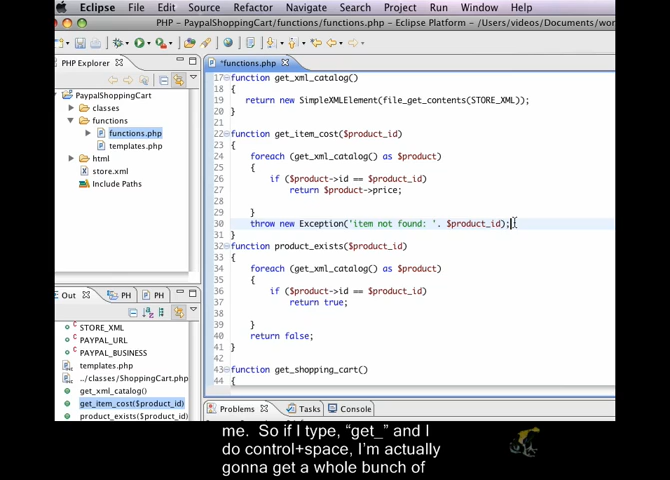 Eclipse File Edit Source Refactor Navigate Search Project Run Window Help
PHP - PaypalShoppingCart/functions/functions.php - Eclipse Platform - /Users/videos/Documents/wor
PHP Explorer
PaypalShoppingCart
classes
functions
functions.php
templates.php
html
store.xml
Include Paths
Out PH PH
STORE_XML
PAYPAL_URL
PAYPAL_BUSINESS
templates.php
../classes/ShoppingCart.php
get_xml_catalog()
get_item_cost($product_id)
product_exists($product_id)
*functions.php
17 function get_xml_catalog()
18 {
19 return new SimpleXMLElement(file_get_contents(STORE_XML));
20 }
21
22 function get_item_cost($product_id)
23 {
24 foreach (get_xml_catalog() as $product)
25 {
26 if ($product->id == $product_id)
27 return $product->price;
28
29 }
30 throw new Exception('item not found: '. $product_id);
31 }
32 function product_exists($product_id)
33 {
34 foreach (get_xml_catalog() as $product)
35 {
36 if ($product->id == $product_id)
37 return true;
38
39 }
40 return false;
41 }
42
43 function get_shopping_cart()
44 {
Problems Tasks Console
me. So if I type, “get_” and I
do control+space, I’m actually
gonna get a whole bunch of